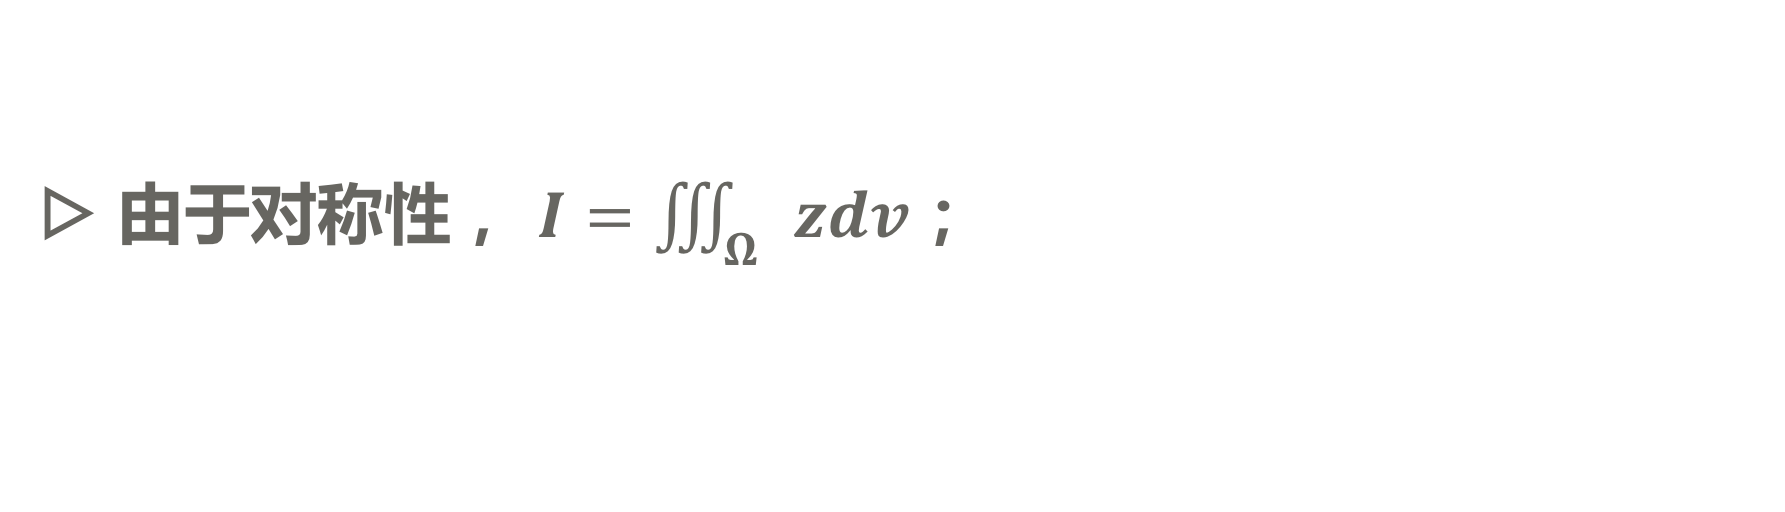 ▷ 由于对称性，𝑰 = ∭_Ω 𝒛𝒅𝒗；